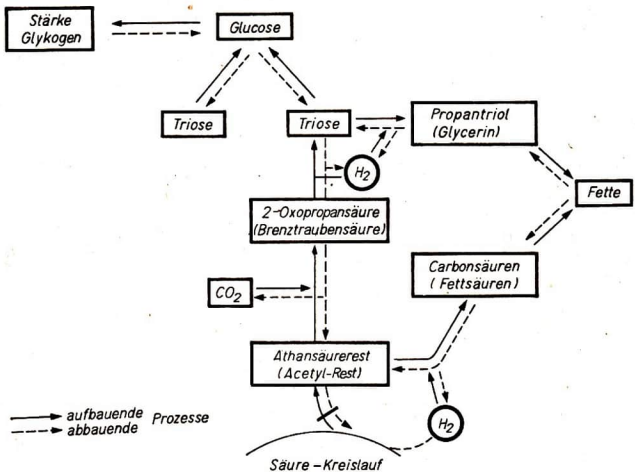 Stärke
Glykogen
Glucose
Triose
Triose
Propantriol
(Glycerin)
H2
Fette
2-Oxopropansäure
(Brenztraubensäure)
CO2
Carbonsäuren
(Fettsäuren)
Athansäurerest
(Acetyl-Rest)
aufbauende
abbauende
Prozesse
H2
Säure-Kreislauf